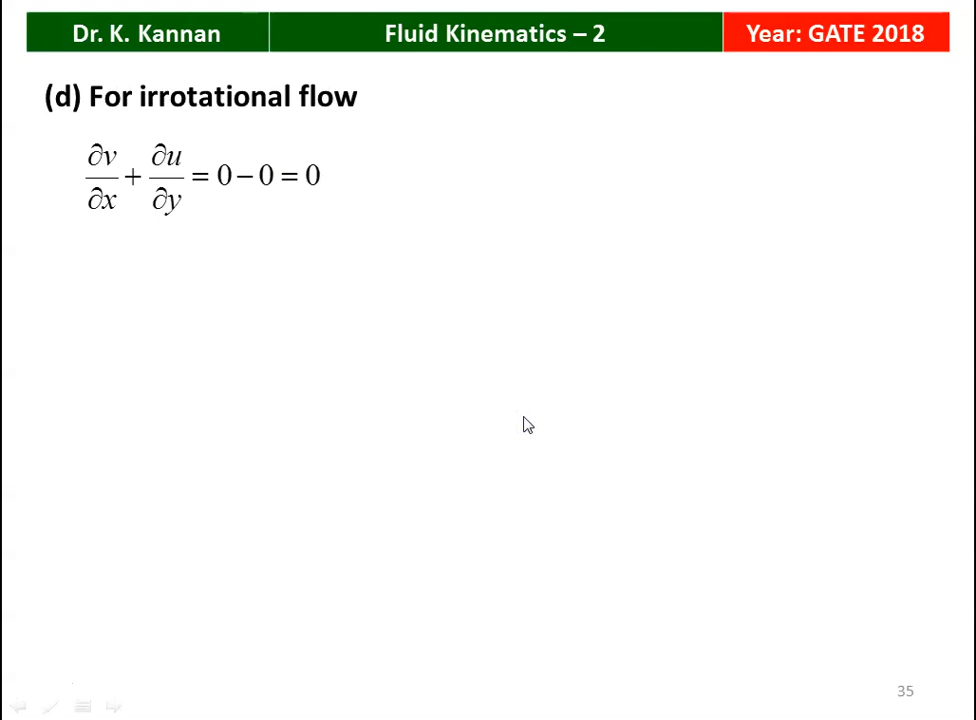 Dr. K. Kannan Fluid Kinematics – 2 Year: GATE 2018
(d) For irrotational flow
∂v/∂x + ∂u/∂y = 0 − 0 = 0
35